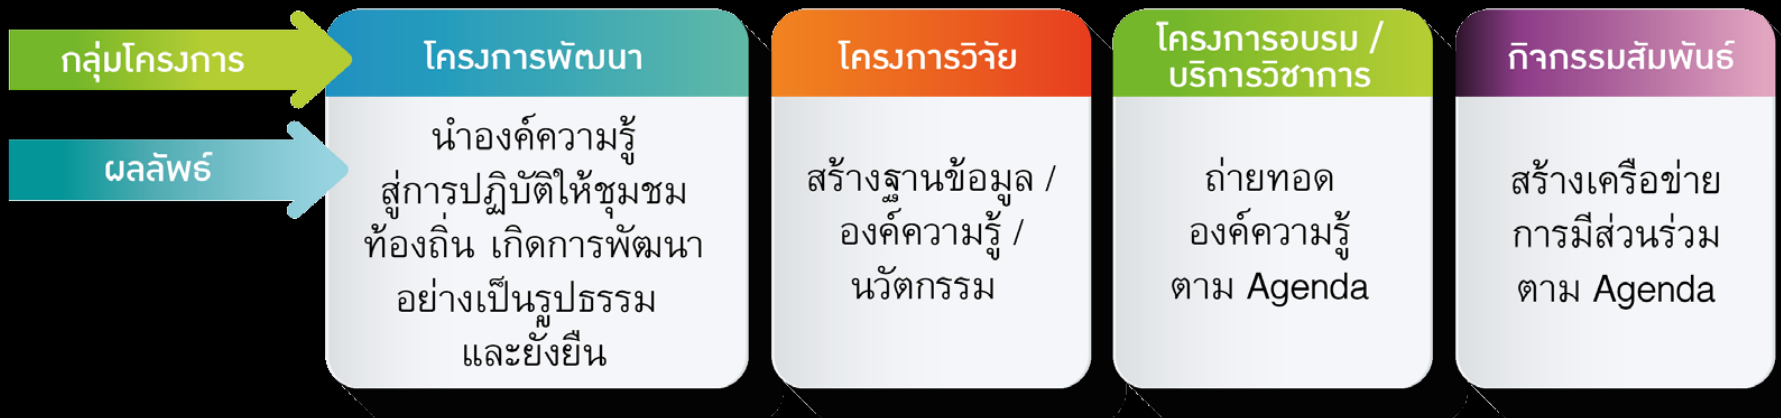 กลุ่มโครงการ
ผลลัพธ์
โครงการพัฒนา
นำองค์ความรู้
สู่การปฏิบัติให้ชุมชม
ท้องถิ่น เกิดการพัฒนา
อย่างเป็นรูปธรรม
และยั่งยืน
โครงการวิจัย
สร้างฐานข้อมูล /
องค์ความรู้ /
นวัตกรรม
โครงการอบรม /
บริการวิชาการ
ถ่ายทอด
องค์ความรู้
ตาม Agenda
กิจกรรมสัมพันธ์
สร้างเครือข่าย
การมีส่วนร่วม
ตาม Agenda